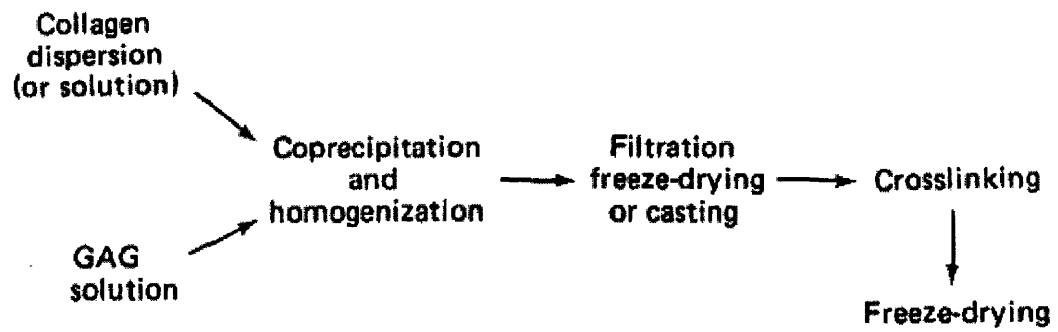 Collagen
dispersion
(or solution)
Coprecipitation
and
homogenization
Filtration
freeze-drying
or casting
Crosslinking
GAG
solution
Freeze-drying